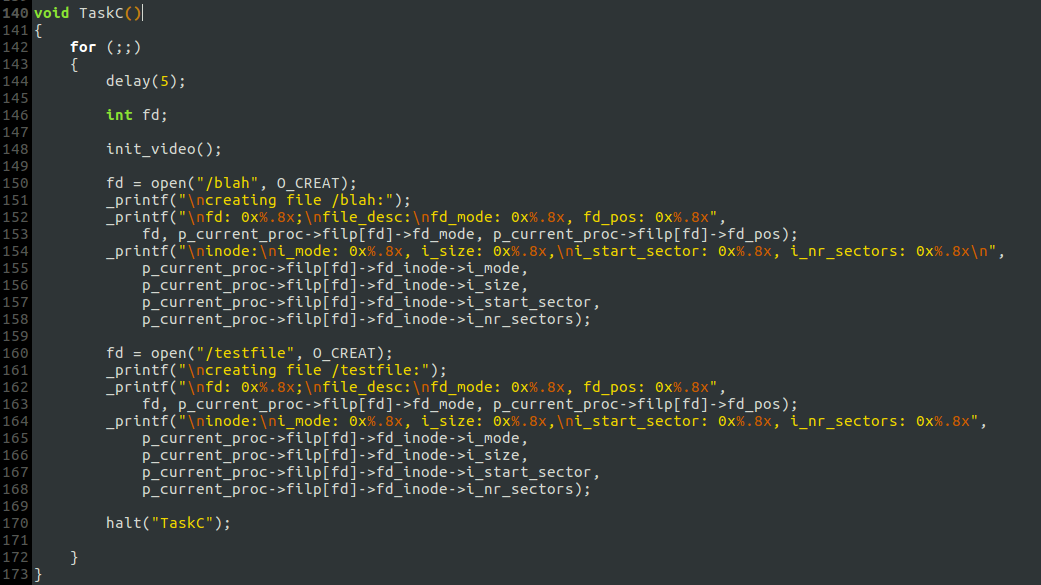 140 void TaskC()
141 {
142     for (;;)
143     {
144         delay(5);
145
146         int fd;
147
148         init_video();
149
150         fd = open("/blah", O_CREAT);
151         _printf("\ncreating file /blah:");
152         _printf("\nfd: 0x%.8x;\nfile_desc:\nfd_mode: 0x%.8x, fd_pos: 0x%.8x",
153             fd, p_current_proc->filp[fd]->fd_mode, p_current_proc->filp[fd]->fd_pos);
154         _printf("\ninode:\ni_mode: 0x%.8x, i_size: 0x%.8x,\ni_start_sector: 0x%.8x, i_nr_sectors: 0x%.8x\n",
155             p_current_proc->filp[fd]->fd_inode->i_mode,
156             p_current_proc->filp[fd]->fd_inode->i_size,
157             p_current_proc->filp[fd]->fd_inode->i_start_sector,
158             p_current_proc->filp[fd]->fd_inode->i_nr_sectors);
159
160         fd = open("/testfile", O_CREAT);
161         _printf("\ncreating file /testfile:");
162         _printf("\nfd: 0x%.8x;\nfile_desc:\nfd_mode: 0x%.8x, fd_pos: 0x%.8x",
163             fd, p_current_proc->filp[fd]->fd_mode, p_current_proc->filp[fd]->fd_pos);
164         _printf("\ninode:\ni_mode: 0x%.8x, i_size: 0x%.8x,\ni_start_sector: 0x%.8x, i_nr_sectors: 0x%.8x",
165             p_current_proc->filp[fd]->fd_inode->i_mode,
166             p_current_proc->filp[fd]->fd_inode->i_size,
167             p_current_proc->filp[fd]->fd_inode->i_start_sector,
168             p_current_proc->filp[fd]->fd_inode->i_nr_sectors);
169
170         halt("TaskC");
171
172     }
173 }